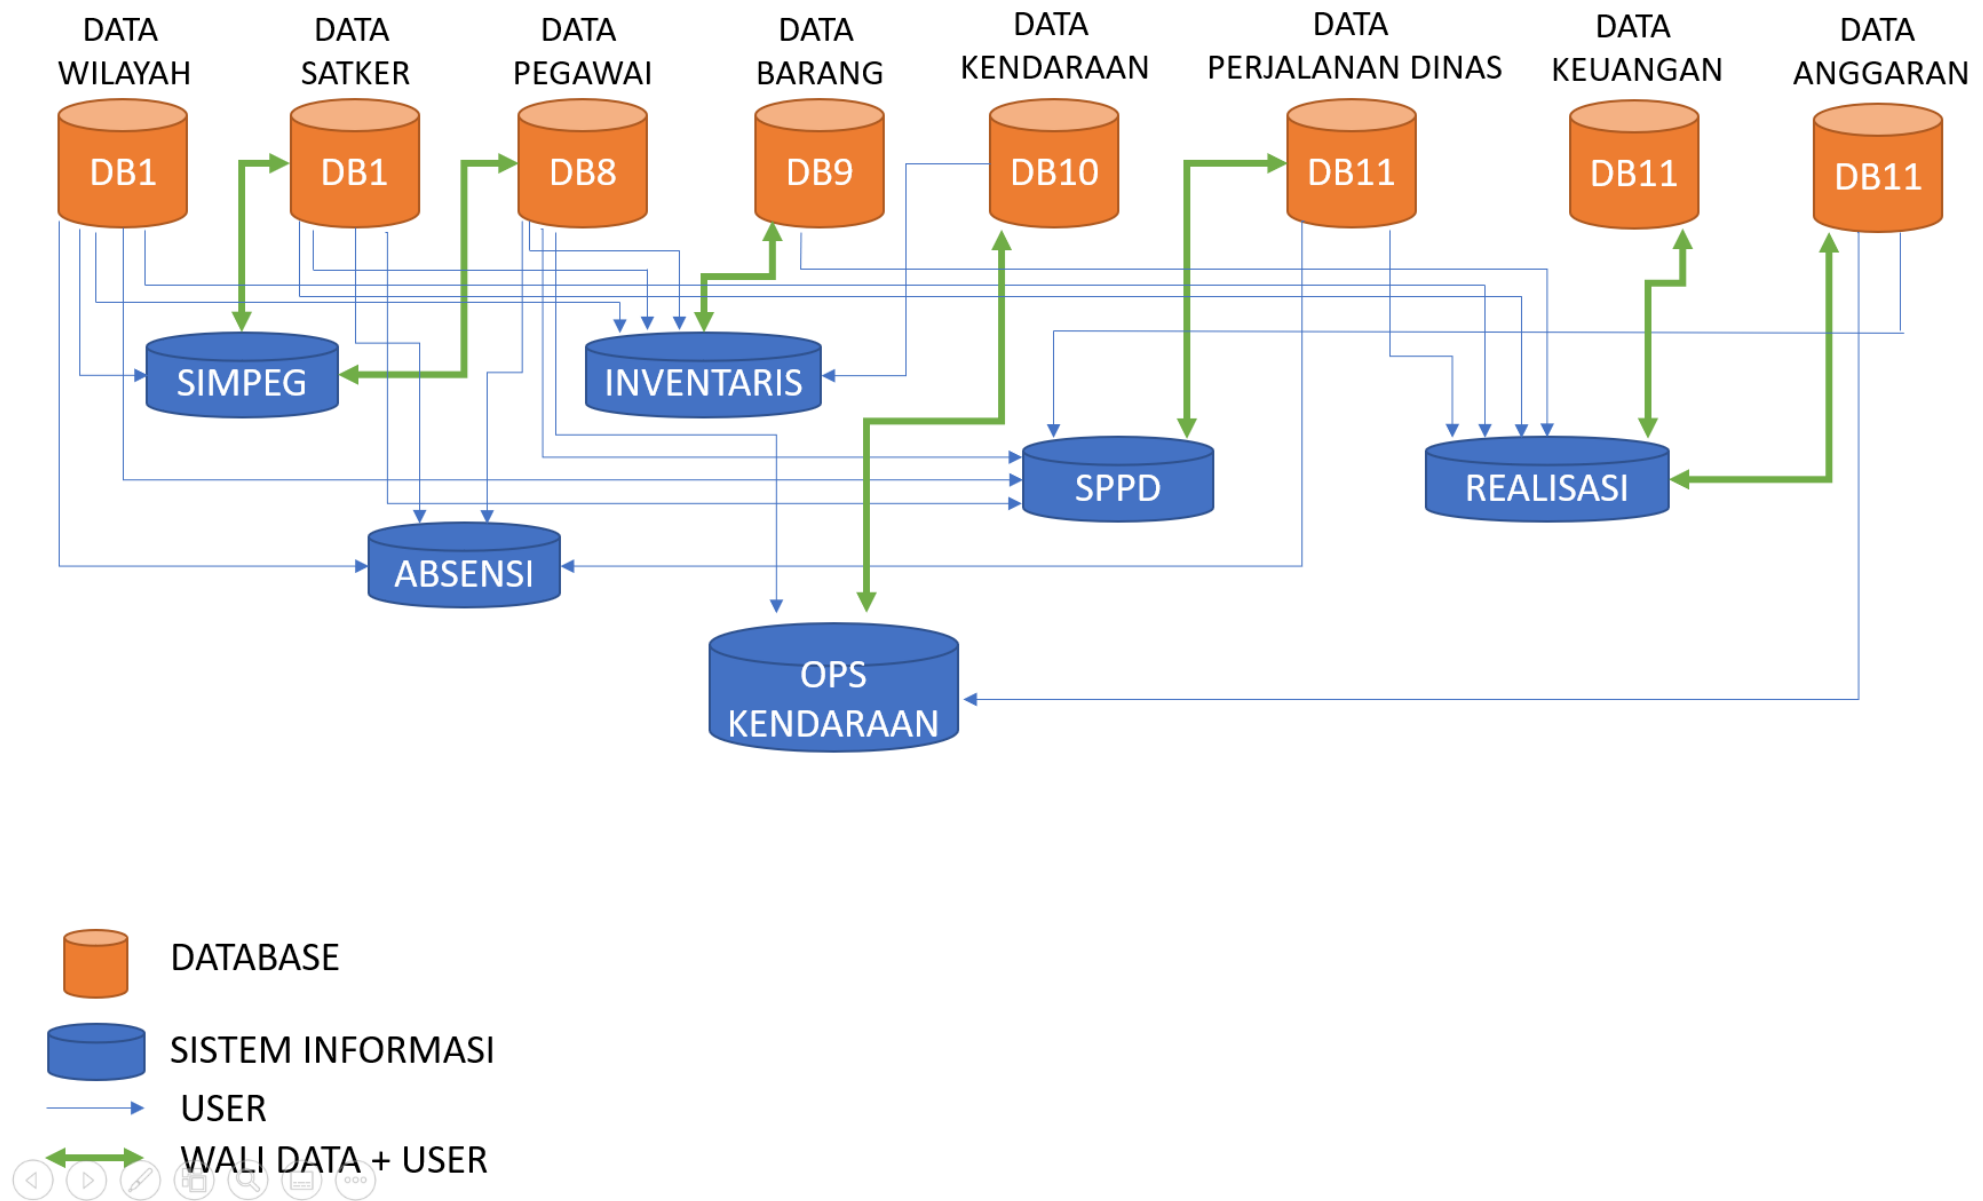 DATA
WILAYAH
DATA
SATKER
DATA
PEGAWAI
DATA
BARANG
DATA
KENDARAAN
DATA
PERJALANAN DINAS
DATA
KEUANGAN
DATA
ANGGARAN
DB1
DB1
DB8
DB9
DB10
DB11
DB11
DB11
SIMPEG
INVENTARIS
SPPD
REALISASI
ABSENSI
OPS
KENDARAAN
DATABASE
SISTEM INFORMASI
USER
WALI DATA + USER